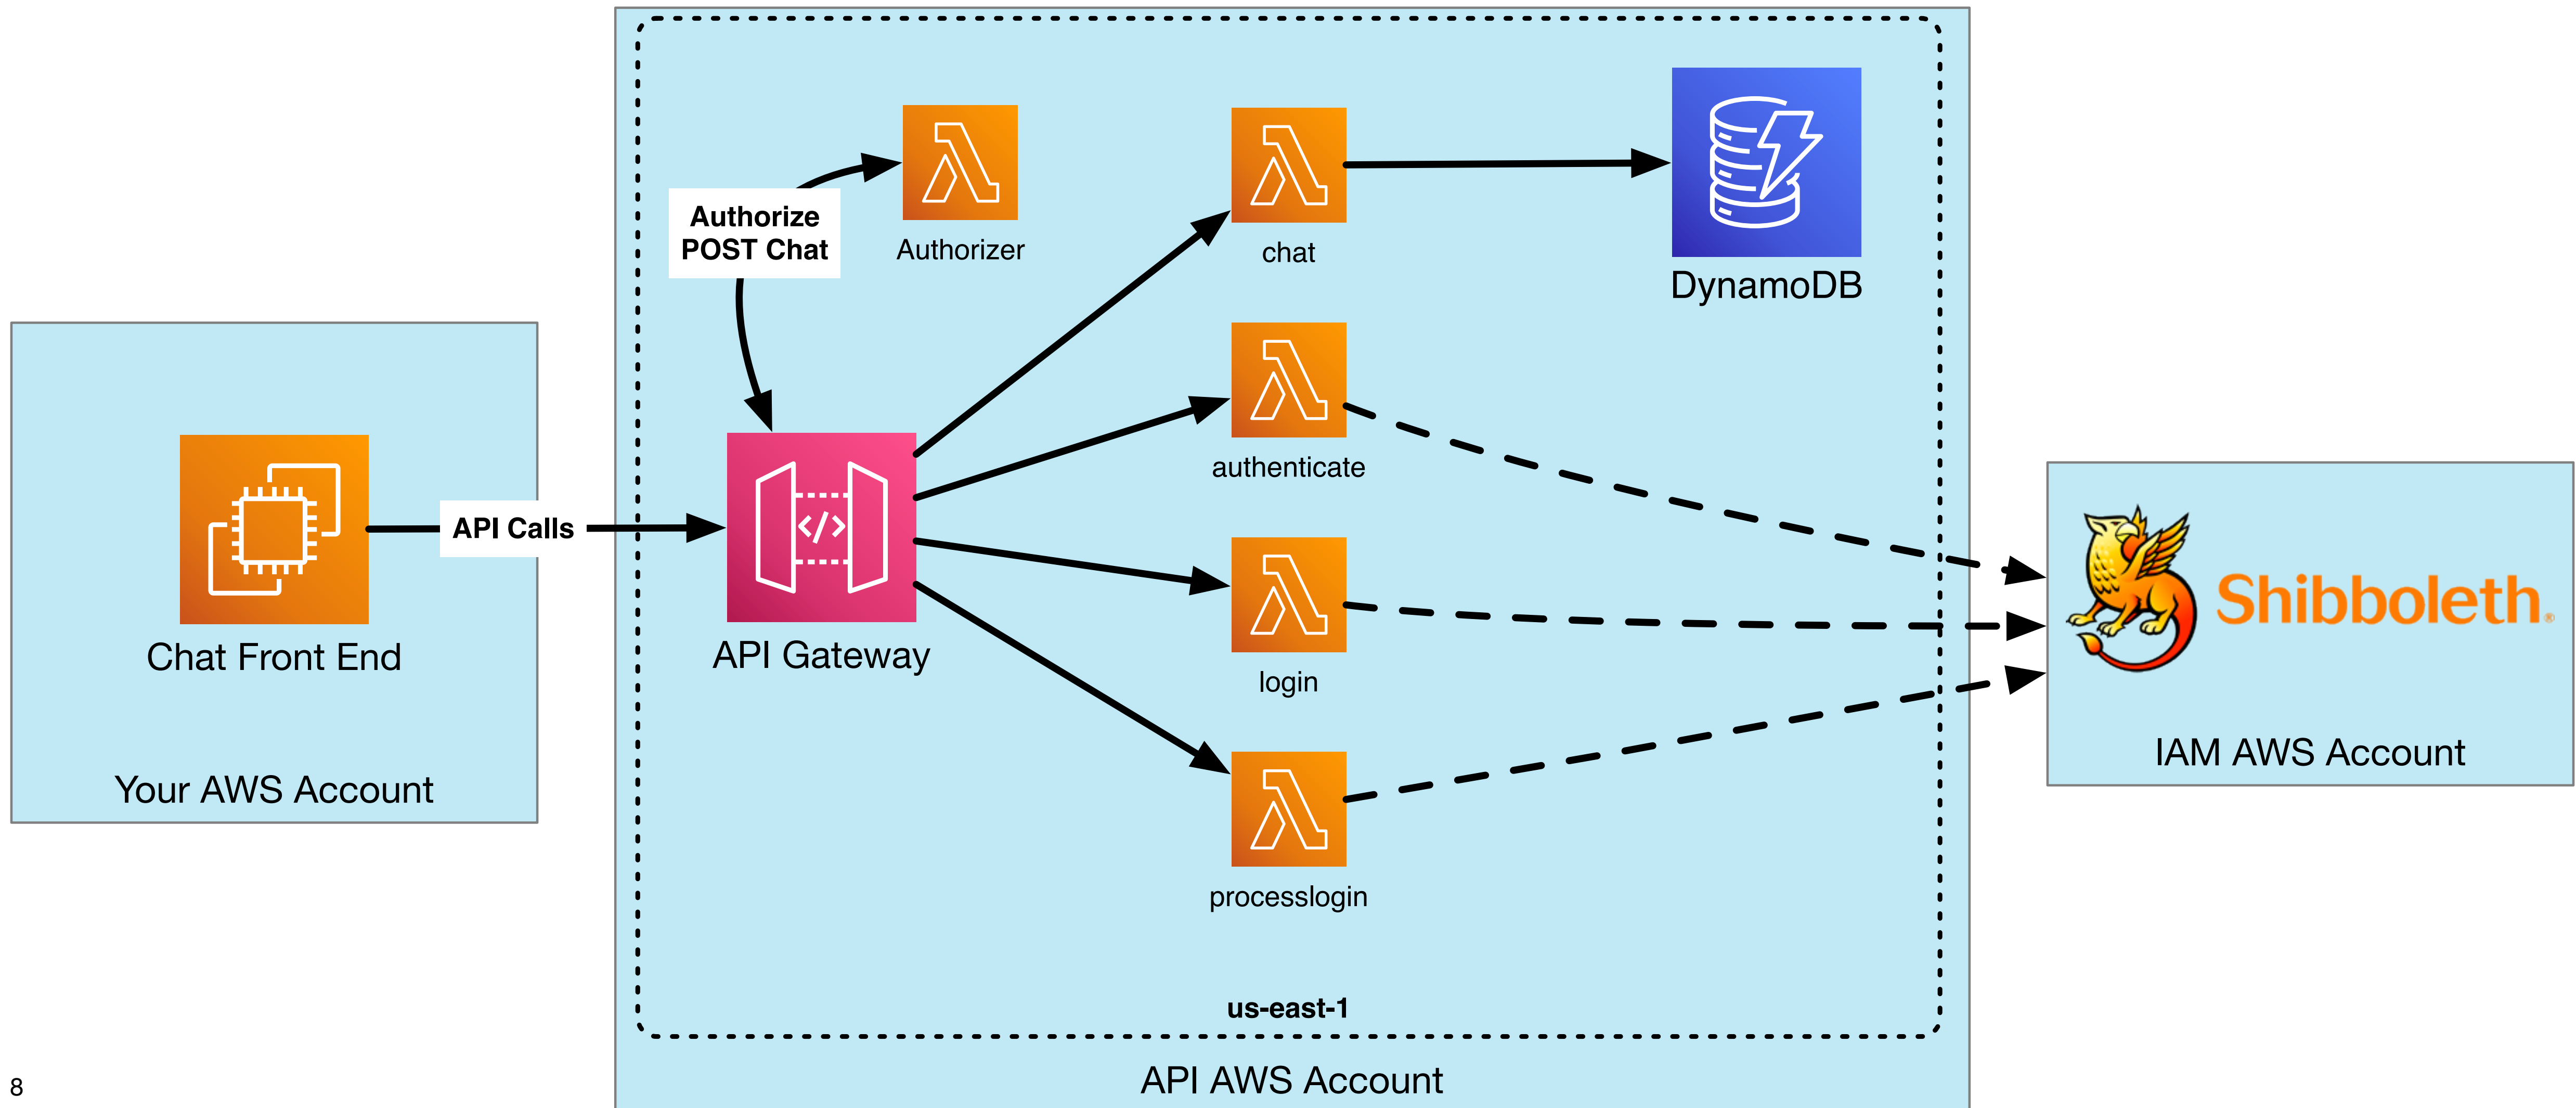 Authorize
POST Chat
Authorizer
chat
DynamoDB
authenticate
API Calls
Chat Front End
API Gateway
login
Shibboleth®
Your AWS Account
IAM AWS Account
processlogin
us-east-1
API AWS Account
8